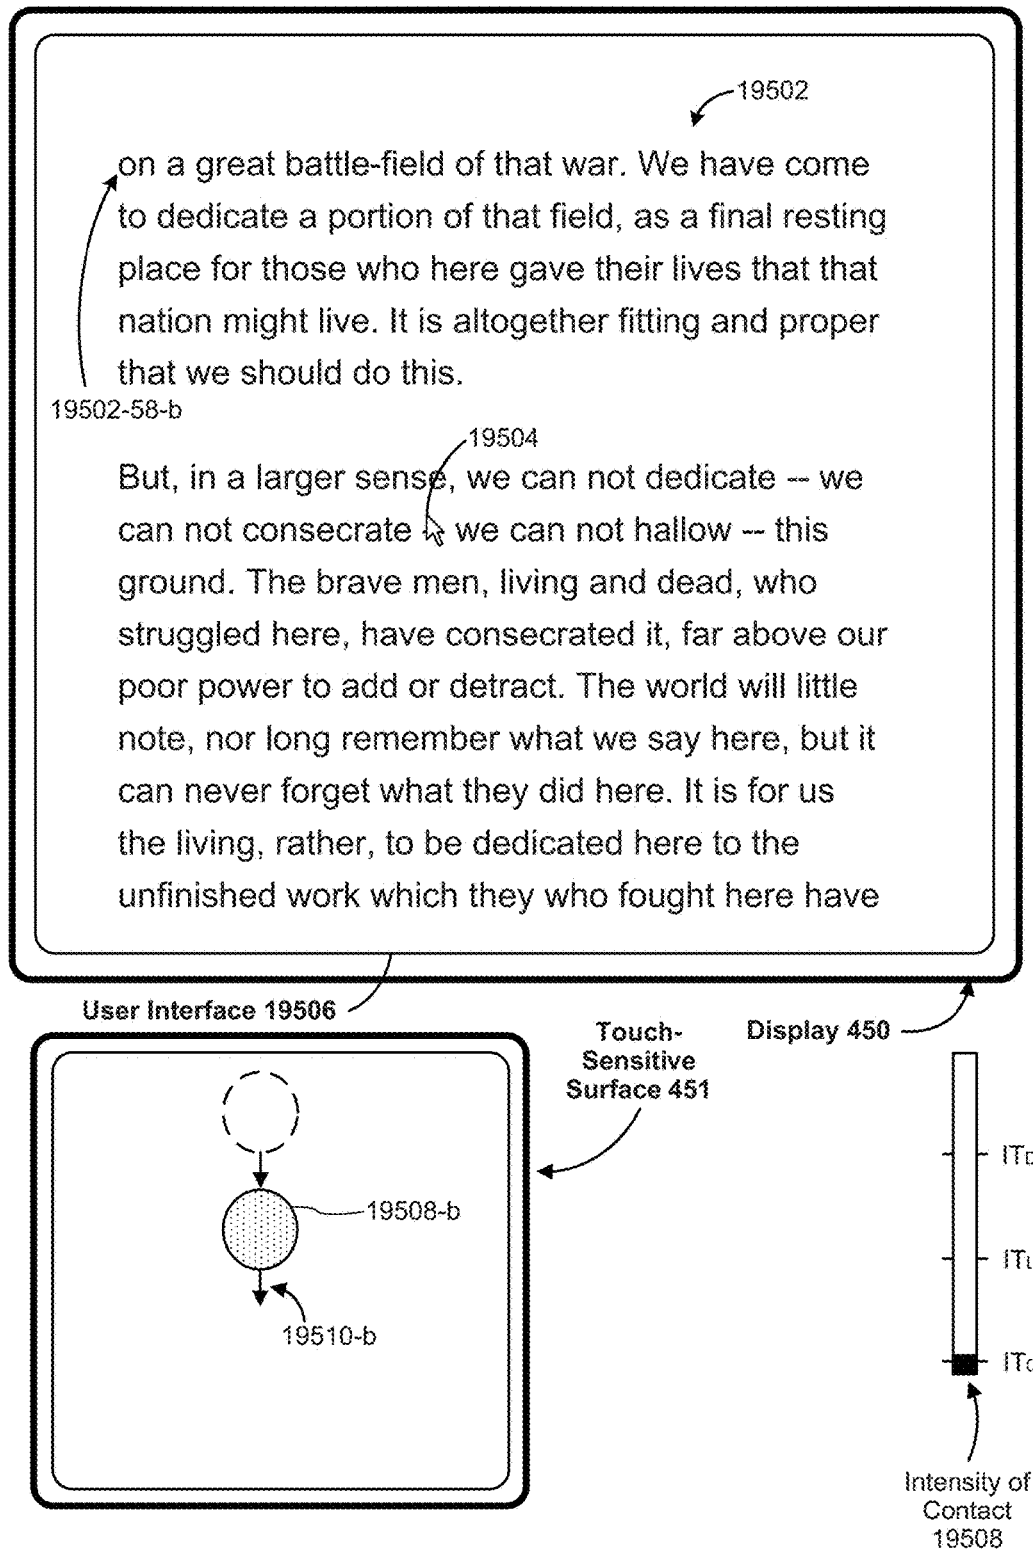 19502
on a great battle-field of that war. We have come
to dedicate a portion of that field, as a final resting
place for those who here gave their lives that that
nation might live. It is altogether fitting and proper
that we should do this.
19502-58-b
19504
But, in a larger sense, we can not dedicate -- we
can not consecrate we can not hallow -- this
ground. The brave men, living and dead, who
struggled here, have consecrated it, far above our
poor power to add or detract. The world will little
note, nor long remember what we say here, but it
can never forget what they did here. It is for us
the living, rather, to be dedicated here to the
unfinished work which they who fought here have
User Interface 19506
Display 450
Touch-
Sensitive
Surface 451
19508-b
19510-b
IT
IT
IT
Intensity of
Contact
19508